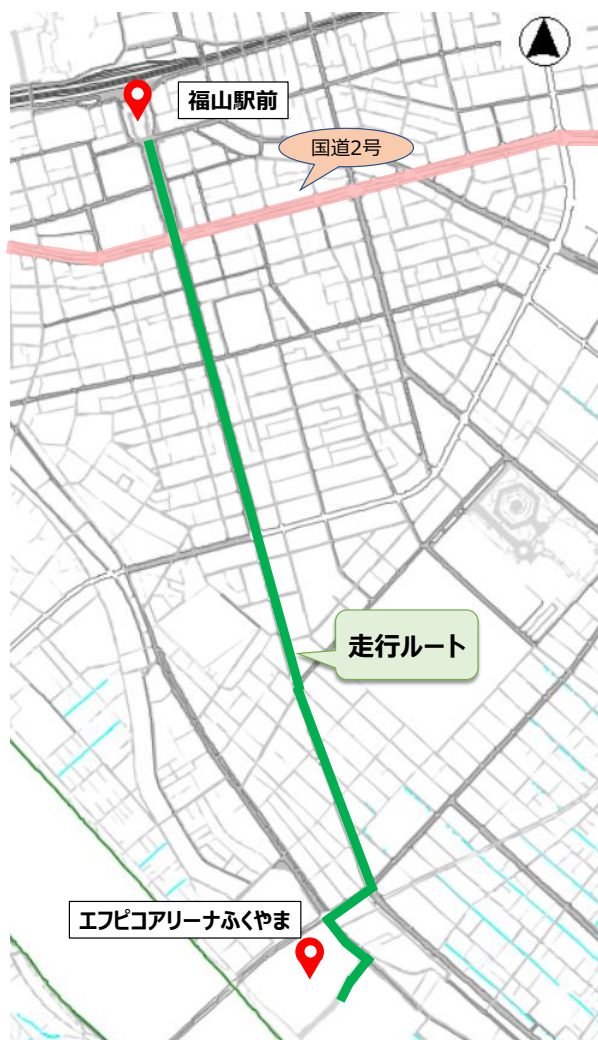 福山駅前
国道2号
走行ルート
エフピコアリーナふくやま